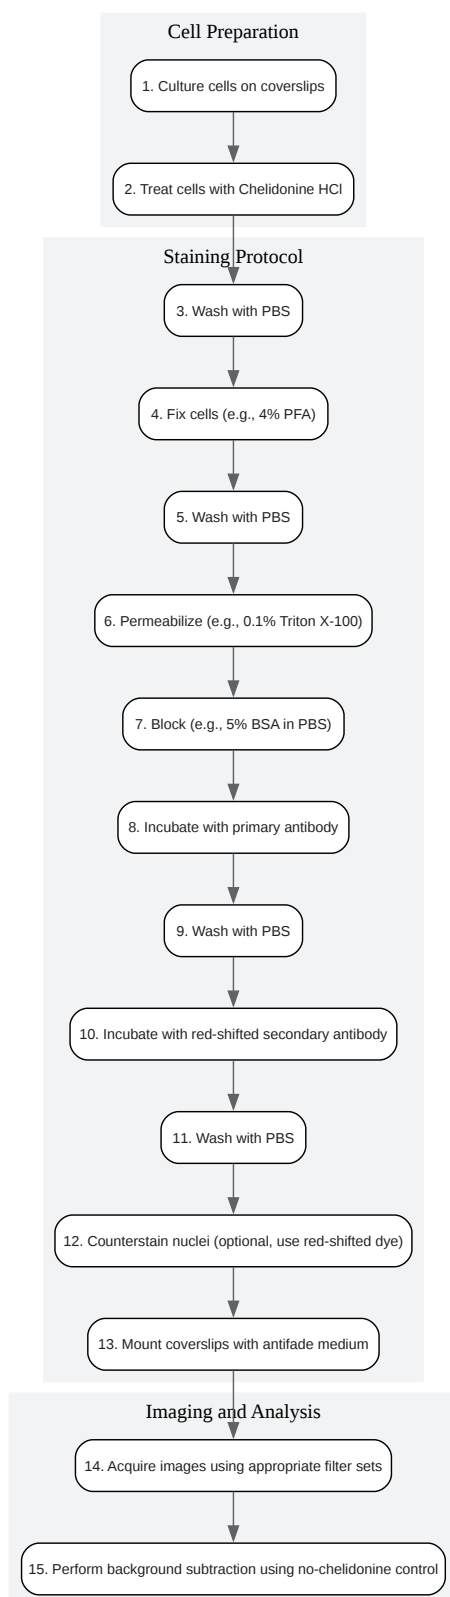 Cell Preparation
1. Culture cells on coverslips
2. Treat cells with Chelidonine HCl
Staining Protocol
3. Wash with PBS
4. Fix cells (e.g., 4% PFA)
5. Wash with PBS
6. Permeabilize (e.g., 0.1% Triton X-100)
7. Block (e.g., 5% BSA in PBS)
8. Incubate with primary antibody
9. Wash with PBS
10. Incubate with red-shifted secondary antibody
11. Wash with PBS
12. Counterstain nuclei (optional, use red-shifted dye)
13. Mount coverslips with antifade medium
Imaging and Analysis
14. Acquire images using appropriate filter sets
15. Perform background subtraction using no-chelidonine control